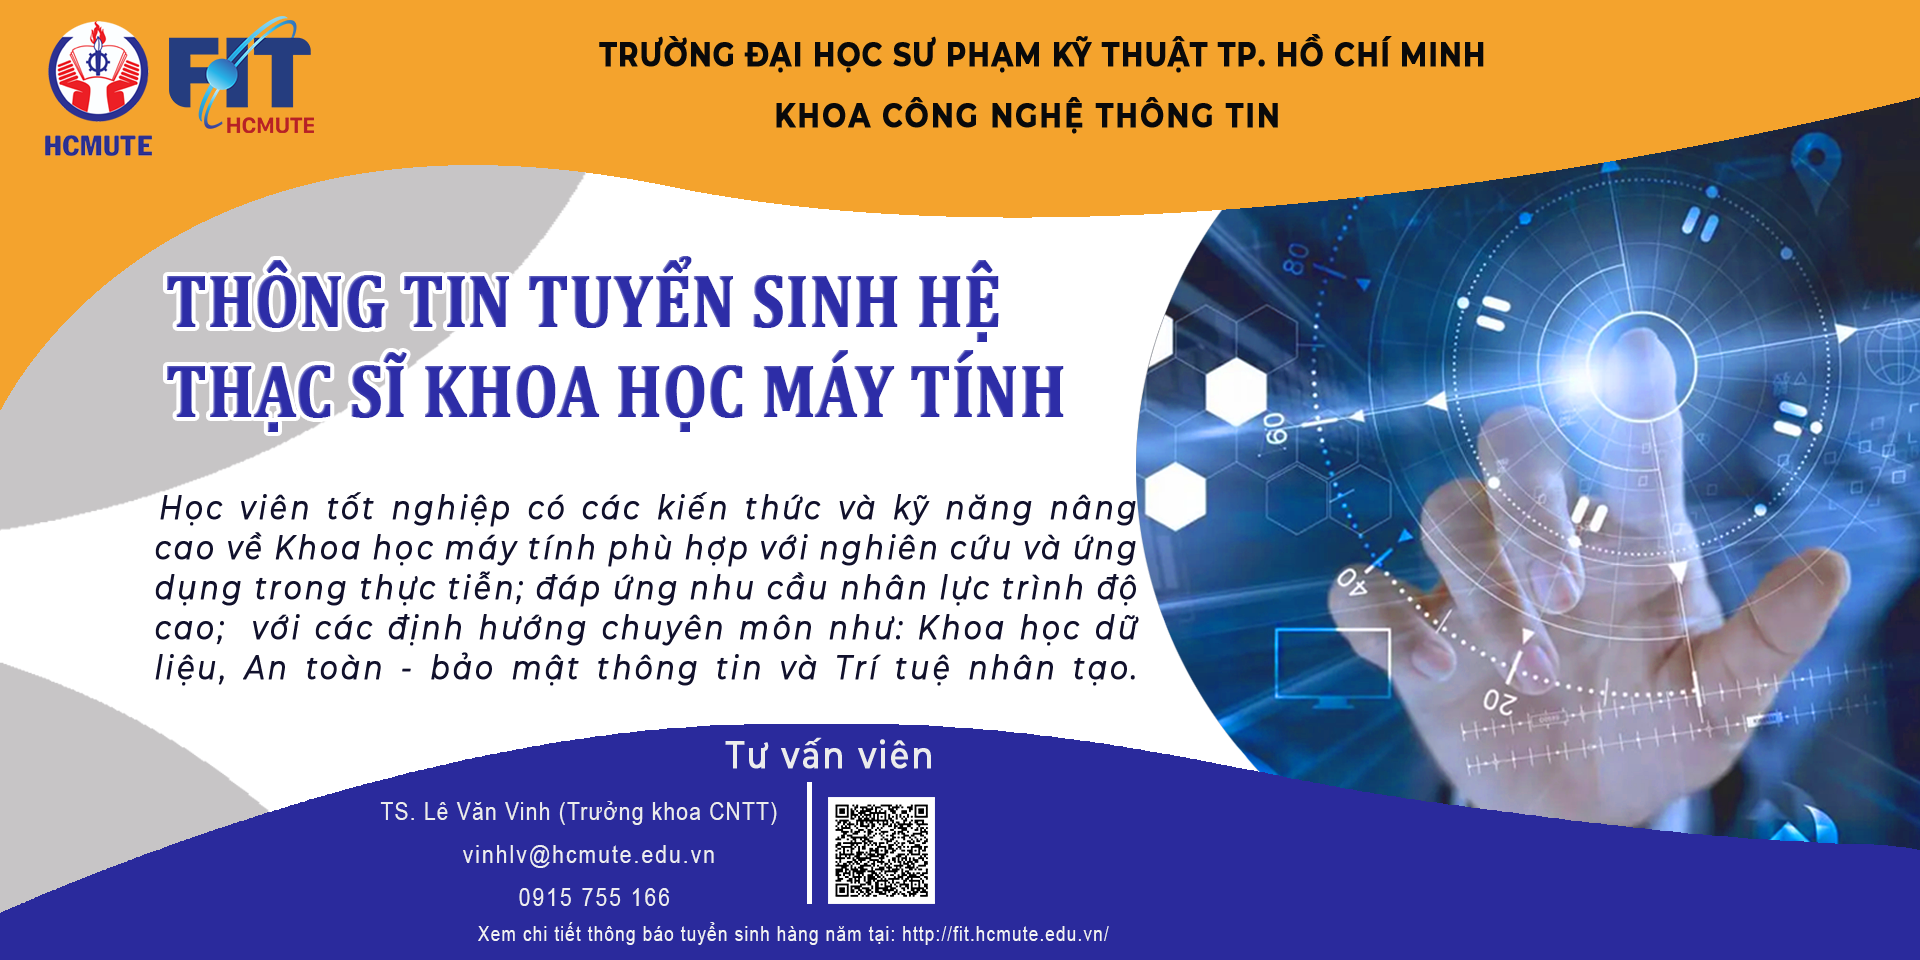 HCMUTE
FIT
HCMUTE
TRƯỜNG ĐẠI HỌC SƯ PHẠM KỸ THUẬT TP. HỒ CHÍ MINH
KHOA CÔNG NGHỆ THÔNG TIN
THÔNG TIN TUYỂN SINH HỆ
THẠC SĨ KHOA HỌC MÁY TÍNH
Học viên tốt nghiệp có các kiến thức và kỹ năng nâng
cao về Khoa học máy tính phù hợp với nghiên cứu và ứng
dụng trong thực tiễn; đáp ứng nhu cầu nhân lực trình độ
cao; với các định hướng chuyên môn như: Khoa học dữ
liệu, An toàn - bảo mật thông tin và Trí tuệ nhân tạo.
80
60
40
20
Tư vấn viên
TS. Lê Văn Vinh (Trưởng khoa CNTT)
vinhlv@hcmute.edu.vn
0915 755 166
Xem chi tiết thông báo tuyển sinh hàng năm tại: http://fit.hcmute.edu.vn/